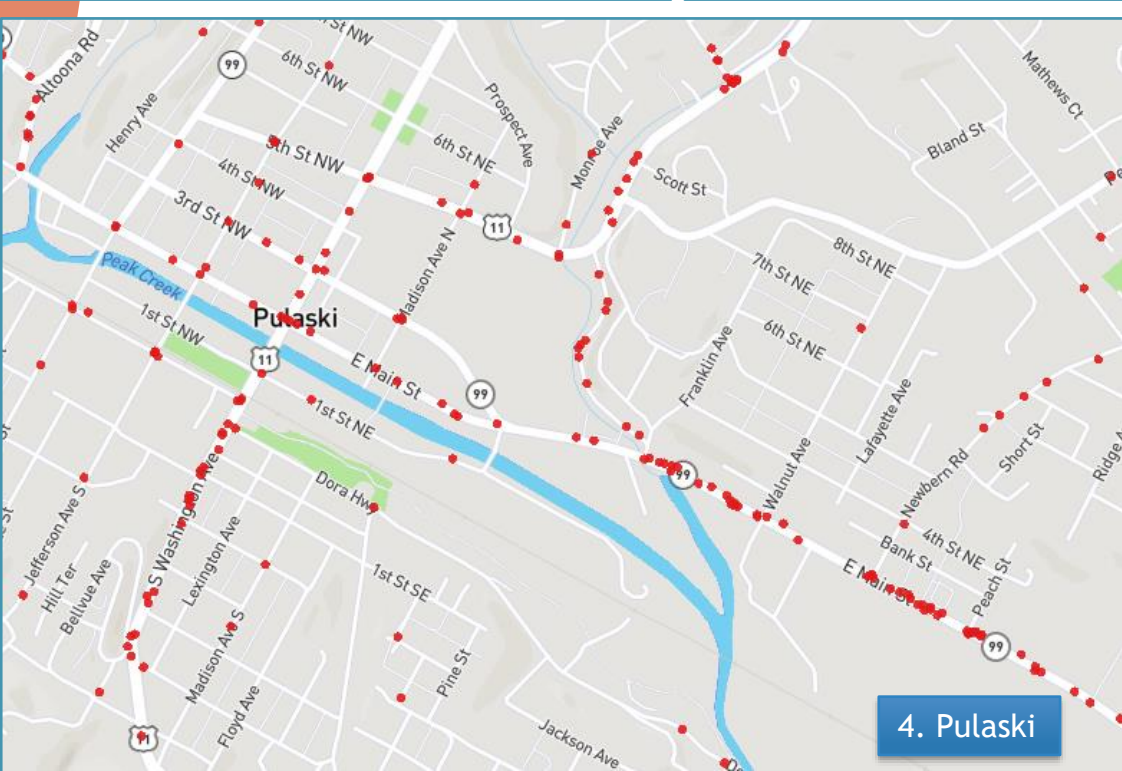 Altoona Rd
99
6th St NW
Henry Ave
5th St NW
4th St NW
3rd St NW
Prospect Ave
6th St NE
Monroe Ave
Scott St
Mathews Ct
Bland St
11
Madison Ave N
8th St NE
7th St NE
6th St NE
Peak Creek
Pulaski
1st St NW
11
E Main St
99
1st St NE
Franklin Ave
Lafayette Ave
Walnut Ave
Newbern Rd
Short St
99
Dora Hwy
S Washington Ave
Jefferson Ave S
Hill Ter
Bellvue Ave
Lexington Ave
Madison Ave S
Floyd Ave
1st St SE
Pine St
4th St NE
Bank St
E Main St
Peach St
99
11
Jackson Ave
4. Pulaski